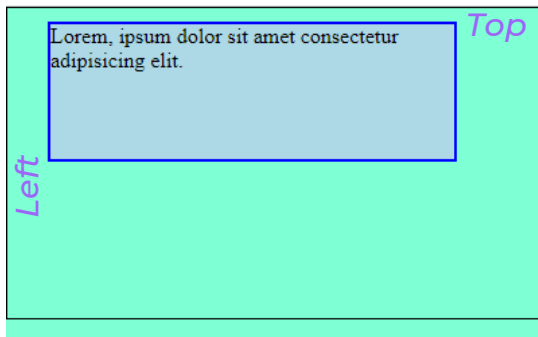 Top
Lorem, ipsum dolor sit amet consectetur
adipisicing elit.
Left